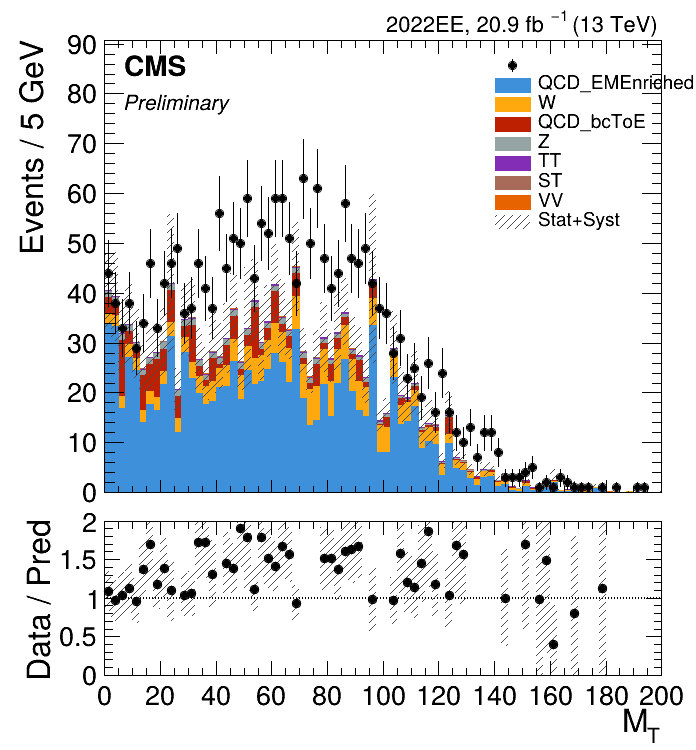 2022EE, 20.9 fb⁻¹ (13 TeV)
CMS
Preliminary
QCD_EMEnriched
W
QCD_bcToE
Z
TT
ST
VV
Stat+Syst
Events / 5 GeV
90
80
70
60
50
40
30
20
10
0
Data / Pred
2
1.5
1
0.5
0
0 20 40 60 80 100 120 140 160 180 200
M_T